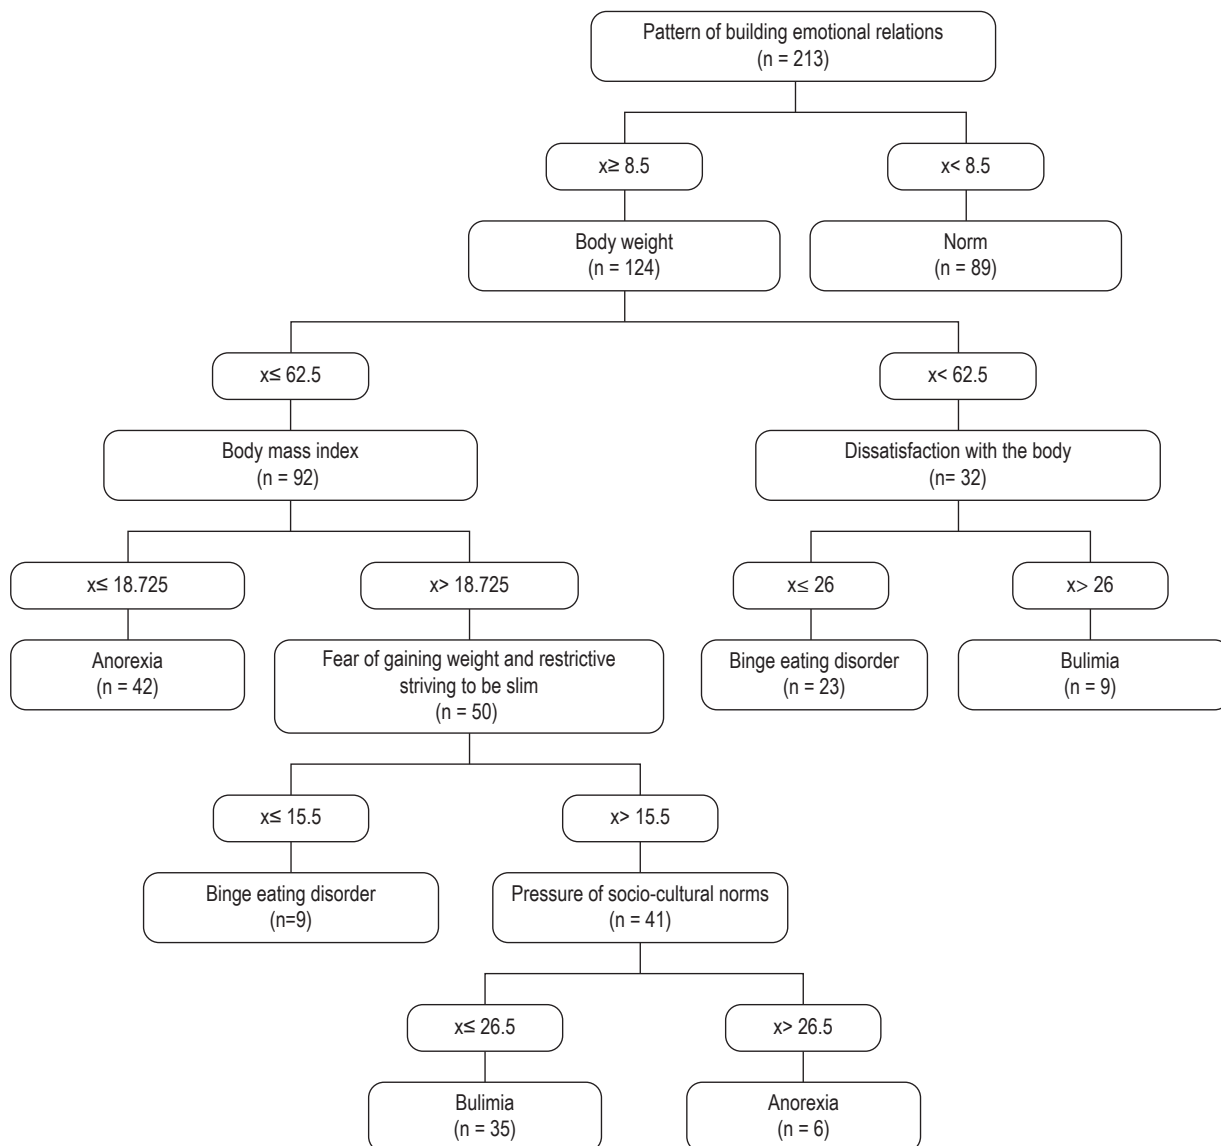 Pattern of building emotional relations
(n = 213)
x≥ 8.5
x< 8.5
Body weight
(n = 124)
Norm
(n = 89)
x≤ 62.5
x< 62.5
Body mass index
(n = 92)
Dissatisfaction with the body
(n= 32)
x≤ 18.725
x> 18.725
x≤ 26
x> 26
Anorexia
(n = 42)
Fear of gaining weight and restrictive
striving to be slim
(n = 50)
Binge eating disorder
(n = 23)
Bulimia
(n = 9)
x≤ 15.5
x> 15.5
Binge eating disorder
(n=9)
Pressure of socio-cultural norms
(n = 41)
x≤ 26.5
x> 26.5
Bulimia
(n = 35)
Anorexia
(n = 6)